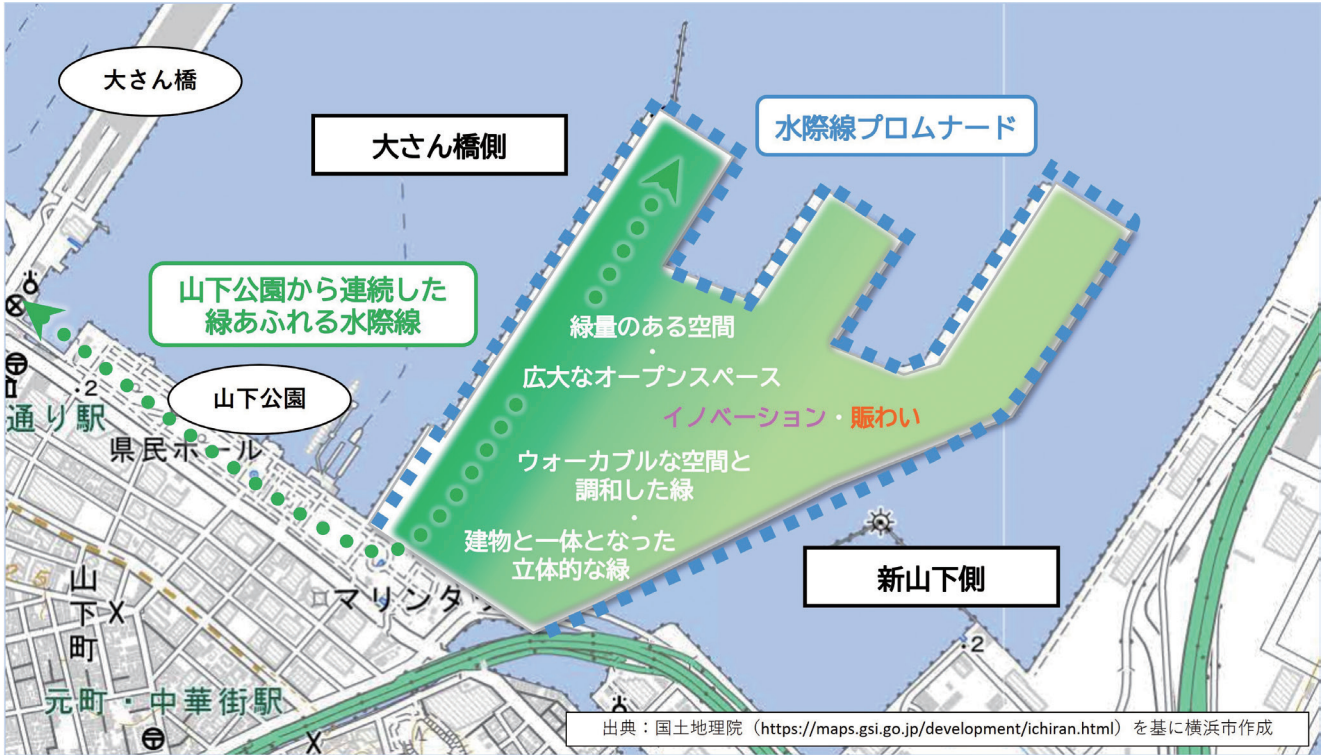 大さん橋
大さん橋側
水際線プロムナード
山下公園から連続した
緑あふれる水際線
緑量のある空間
・
広大なオープンスペース
イノベーション・賑わい
山下公園
・2
通り駅
県民ホール
ウォーカブルな空間と
調和した緑
・
建物と一体となった
立体的な緑
新山下側
マリンタ
山下町
・2
元町・中華街駅
出典：国土地理院（https://maps.gsi.go.jp/development/ichiran.html）を基に横浜市作成